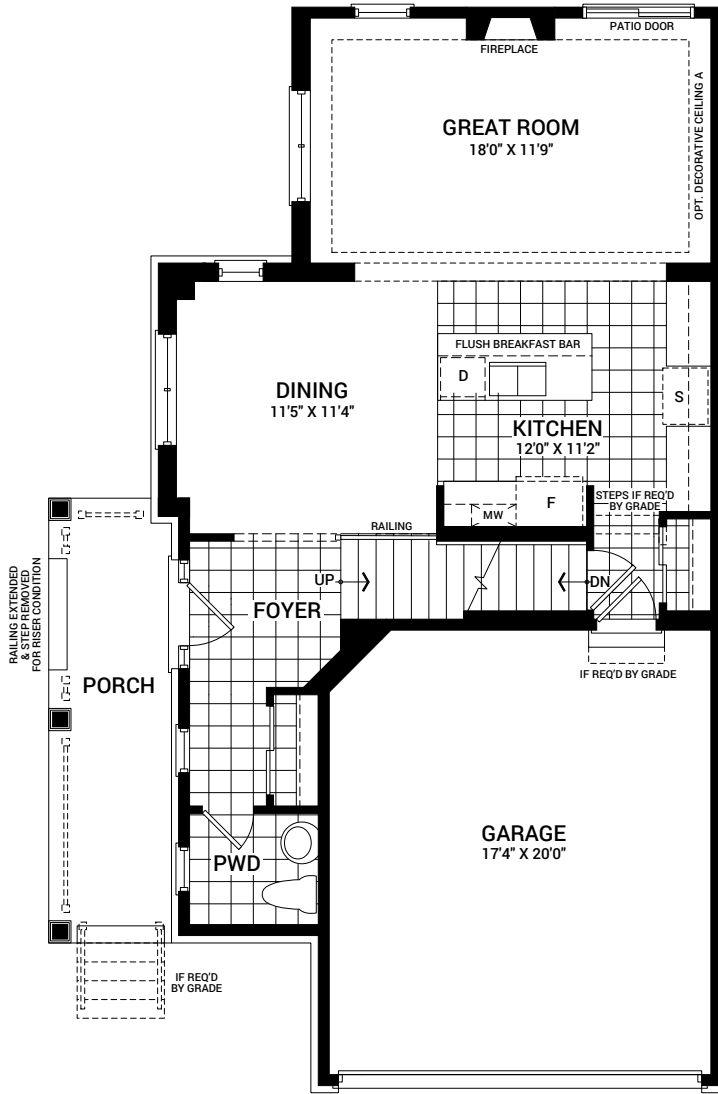 PATIO DOOR
FIREPLACE
GREAT ROOM
18'0" X 11'9"
OPT. DECORATIVE CEILING A
FLUSH BREAKFAST BAR
D
S
DINING
11'5" X 11'4"
KITCHEN
12'0" X 11'2"
F
MW
STEPS IF REQ'D
BY GRADE
RAILING
UP
DN
FOYER
RAILING EXTENDED
& STEP REMOVED
FOR RISER CONDITION
PORCH
IF REQ'D BY GRADE
GARAGE
17'4" X 20'0"
PWD
IF REQ'D
BY GRADE